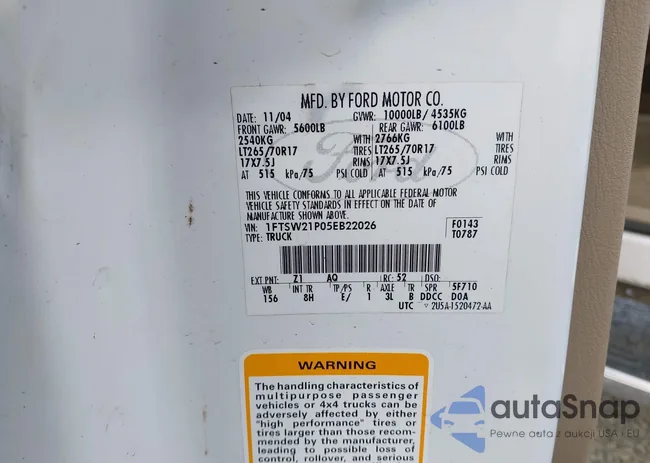 MFD. BY FORD MOTOR CO.
DATE: 11/04 GVWR: 10000LB/ 4535KG
FRONT GAWR: 5600LB REAR GAWR: 6100LB
2540KG WITH 2766KG WITH
LT265/70R17 TIRES LT265/70R17 TIRES
17X7.5J RIMS 17X7.5J RIMS
AT 515 kPa/75 PSI COLD AT 515 kPa/75 PSI COLD
THIS VEHICLE CONFORMS TO ALL APPLICABLE FEDERAL MOTOR
VEHICLE SAFETY STANDARDS IN EFFECT ON THE DATE OF
MANUFACTURE SHOWN ABOVE.
VIN: 1FTSW21P05EB22026 F0143
TYPE: TRUCK T0787
EXT PNT: Z1 AQ RC: 52 DSO:
WB INT TR TP/PS R AXLE TR SPR 5F710
156 8H E/ 1 3L B DDCC D0A
UTC 2U5A-1520472-AA
Ford
WARNING
The handling characteristics of
multipurpose passenger
vehicles or 4x4 trucks can be
adversely affected by either
"high performance" tires or
tires larger than those recom-
mended by the manufacturer,
leading to possible loss of
control, rollover, and serious
autoSnap
Pewne auta z aukcji USA i EU